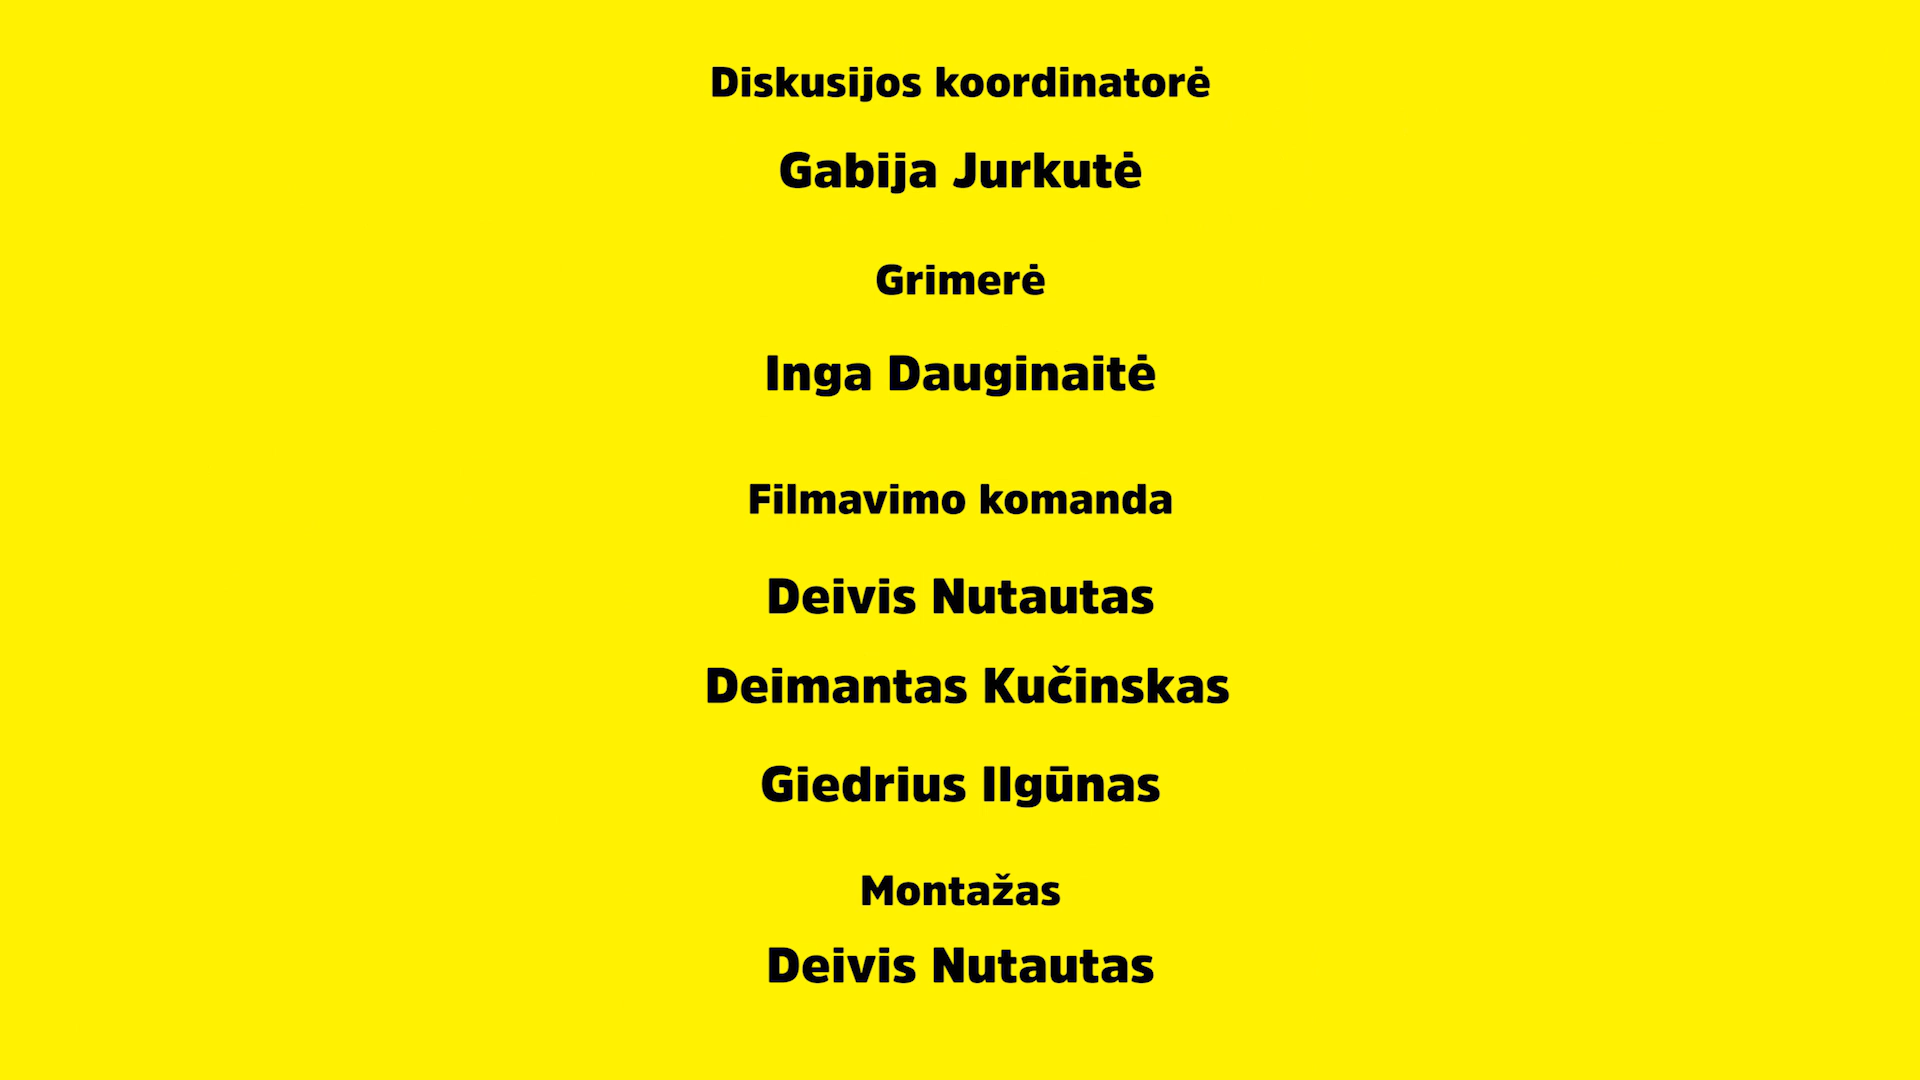 Diskusijos koordinatorė
Gabija Jurkutė
Grimerė
Inga Dauginaitė
Filmavimo komanda
Deivis Nutautas
Deimantas Kučinskas
Giedrius Ilgūnas
Montažas
Deivis Nutautas